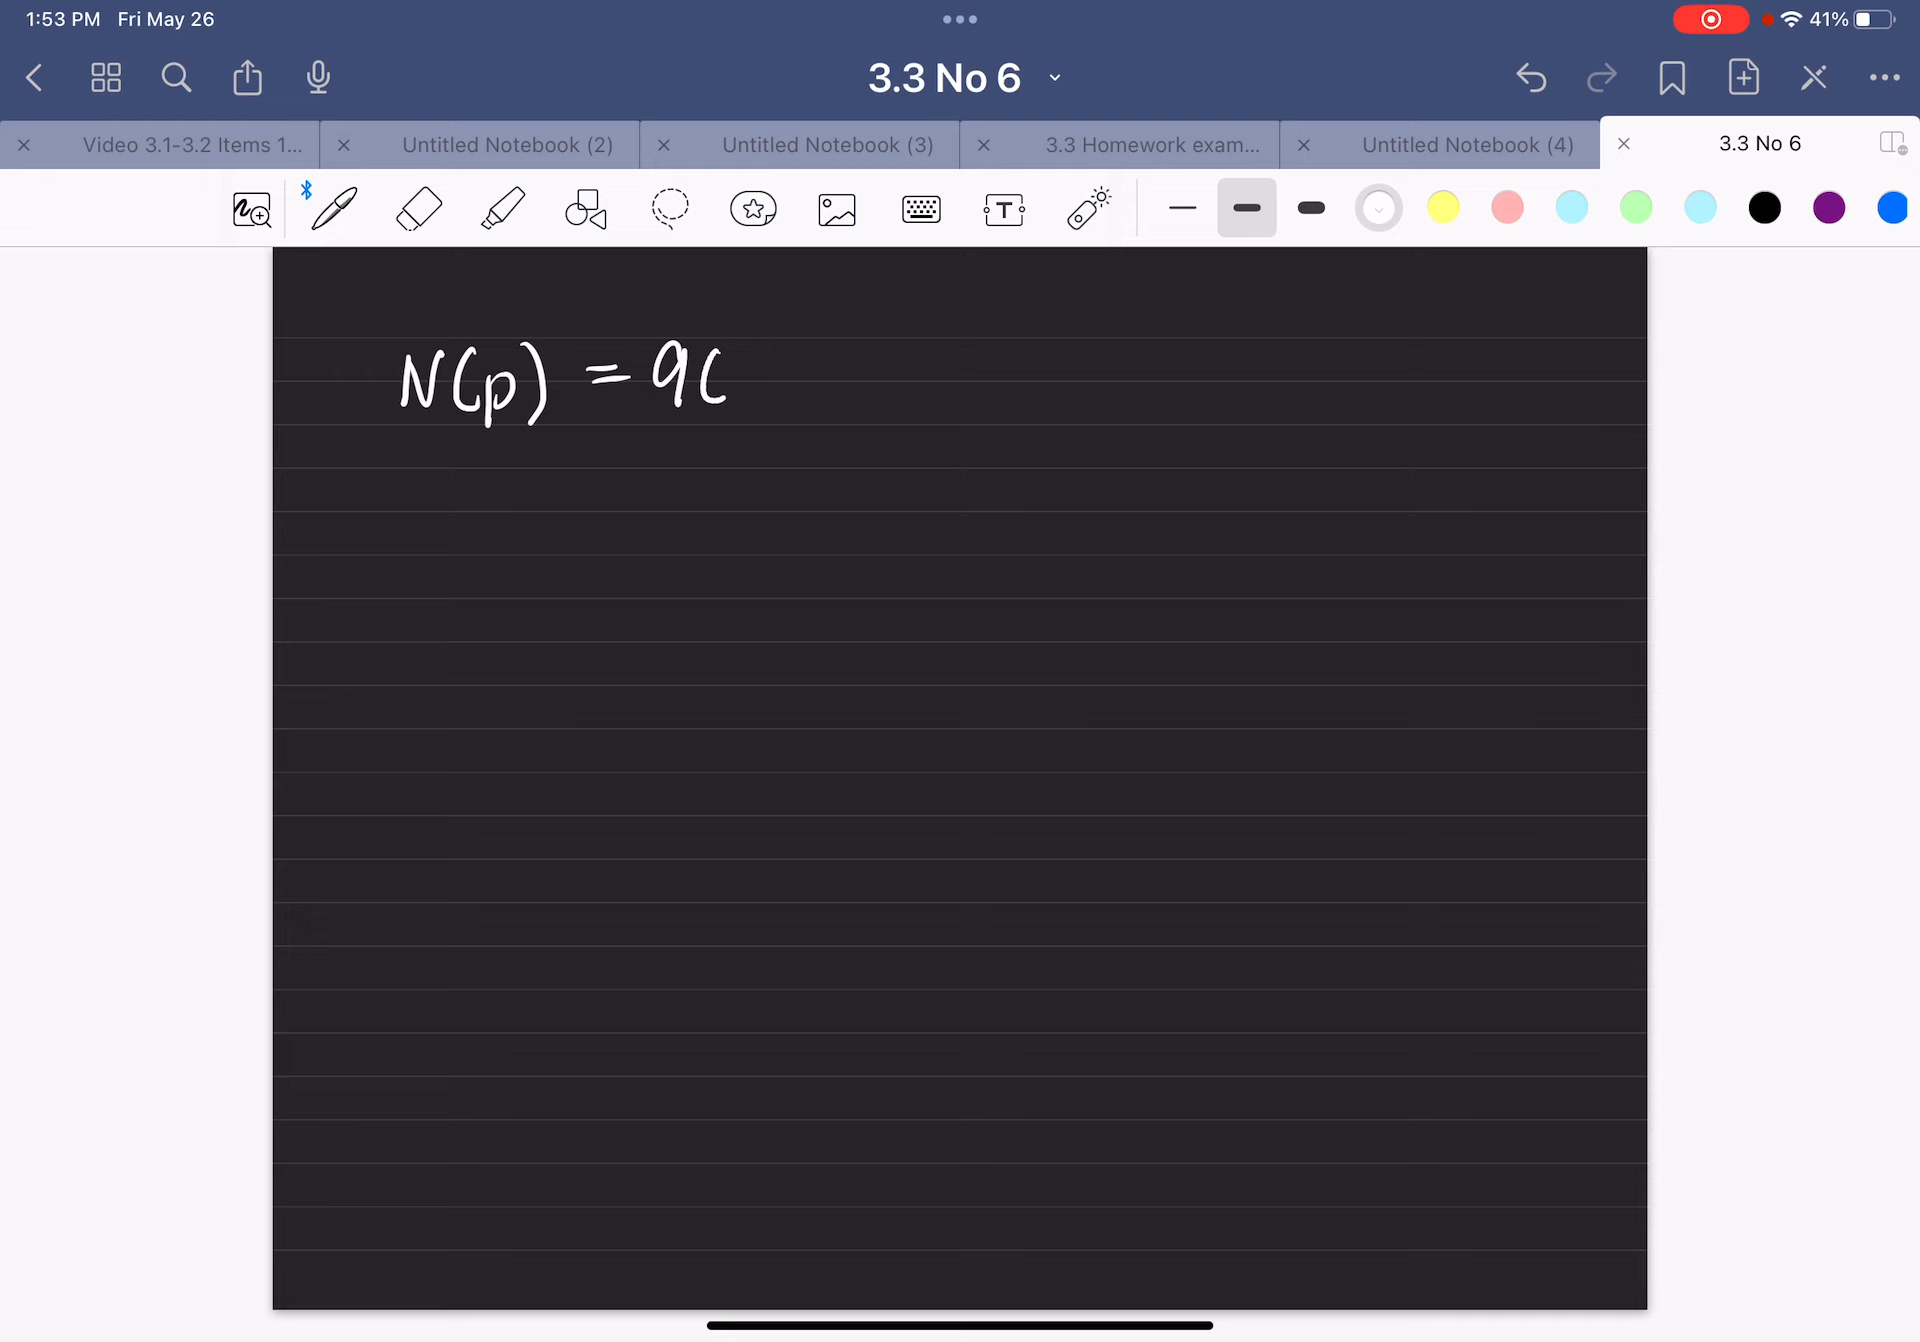 1:53 PM Fri May 26
41%
3.3 No 6
Video 3.1-3.2 Items 1...
Untitled Notebook (2)
Untitled Notebook (3)
3.3 Homework exam...
Untitled Notebook (4)
3.3 No 6
T
N(p) = 9(